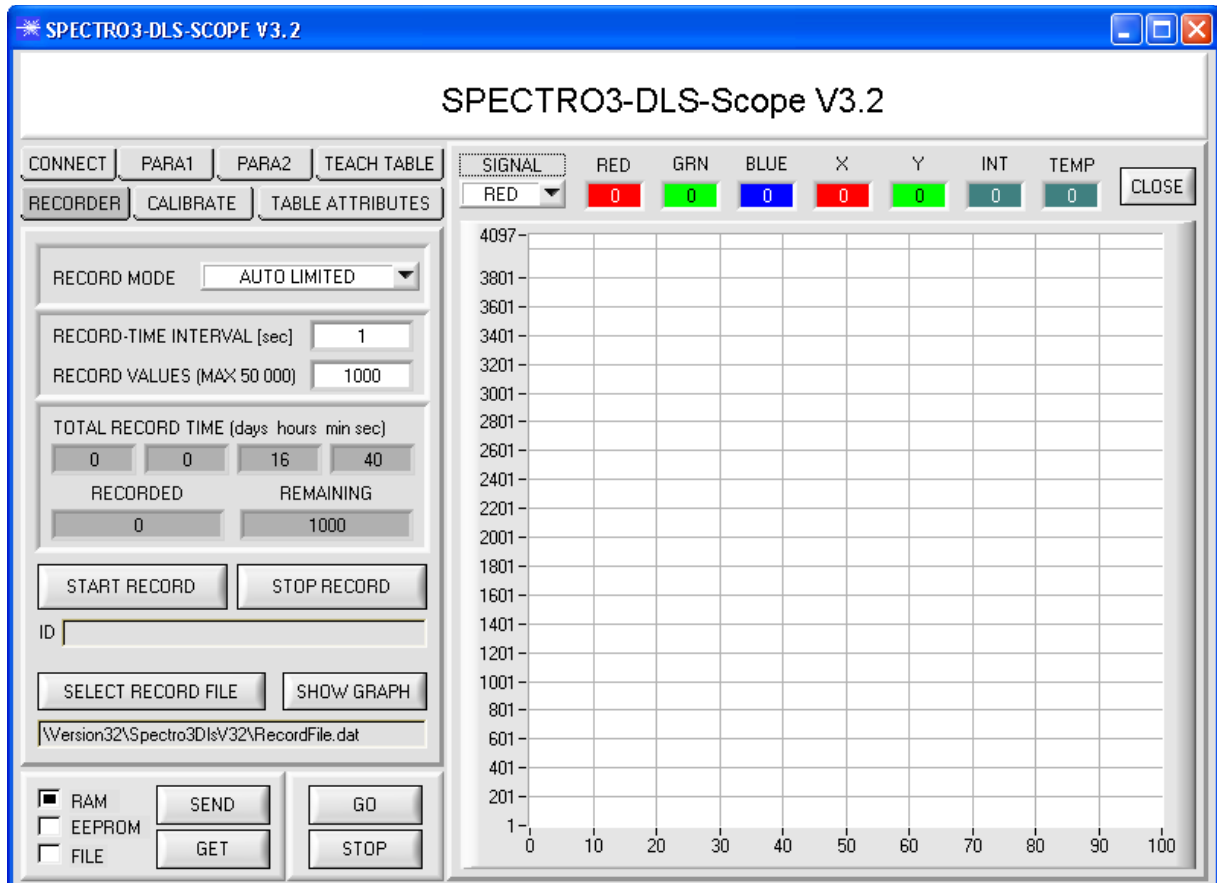 SPECTRO3-DLS-SCOPE V3.2
SPECTRO3-DLS-Scope V3.2
CONNECT PARA1 PARA2 TEACH TABLE
RECORDER CALIBRATE TABLE ATTRIBUTES
RECORD MODE AUTO LIMITED
RECORD-TIME INTERVAL [sec] 1
RECORD VALUES (MAX 50 000) 1000
TOTAL RECORD TIME (days hours min sec)
0 0 16 40
RECORDED REMAINING
0 1000
START RECORD STOP RECORD
ID
SELECT RECORD FILE SHOW GRAPH
\Version32\Spectro3DlsV32\RecordFile.dat
RAM SEND GO
EEPROM
FILE GET STOP
SIGNAL RED GRN BLUE X Y INT TEMP
RED 0 0 0 0 0 0 0 CLOSE
4097
3801
3601
3401
3201
3001
2801
2601
2401
2201
2001
1801
1601
1401
1201
1001
801
601
401
201
1
0 10 20 30 40 50 60 70 80 90 100